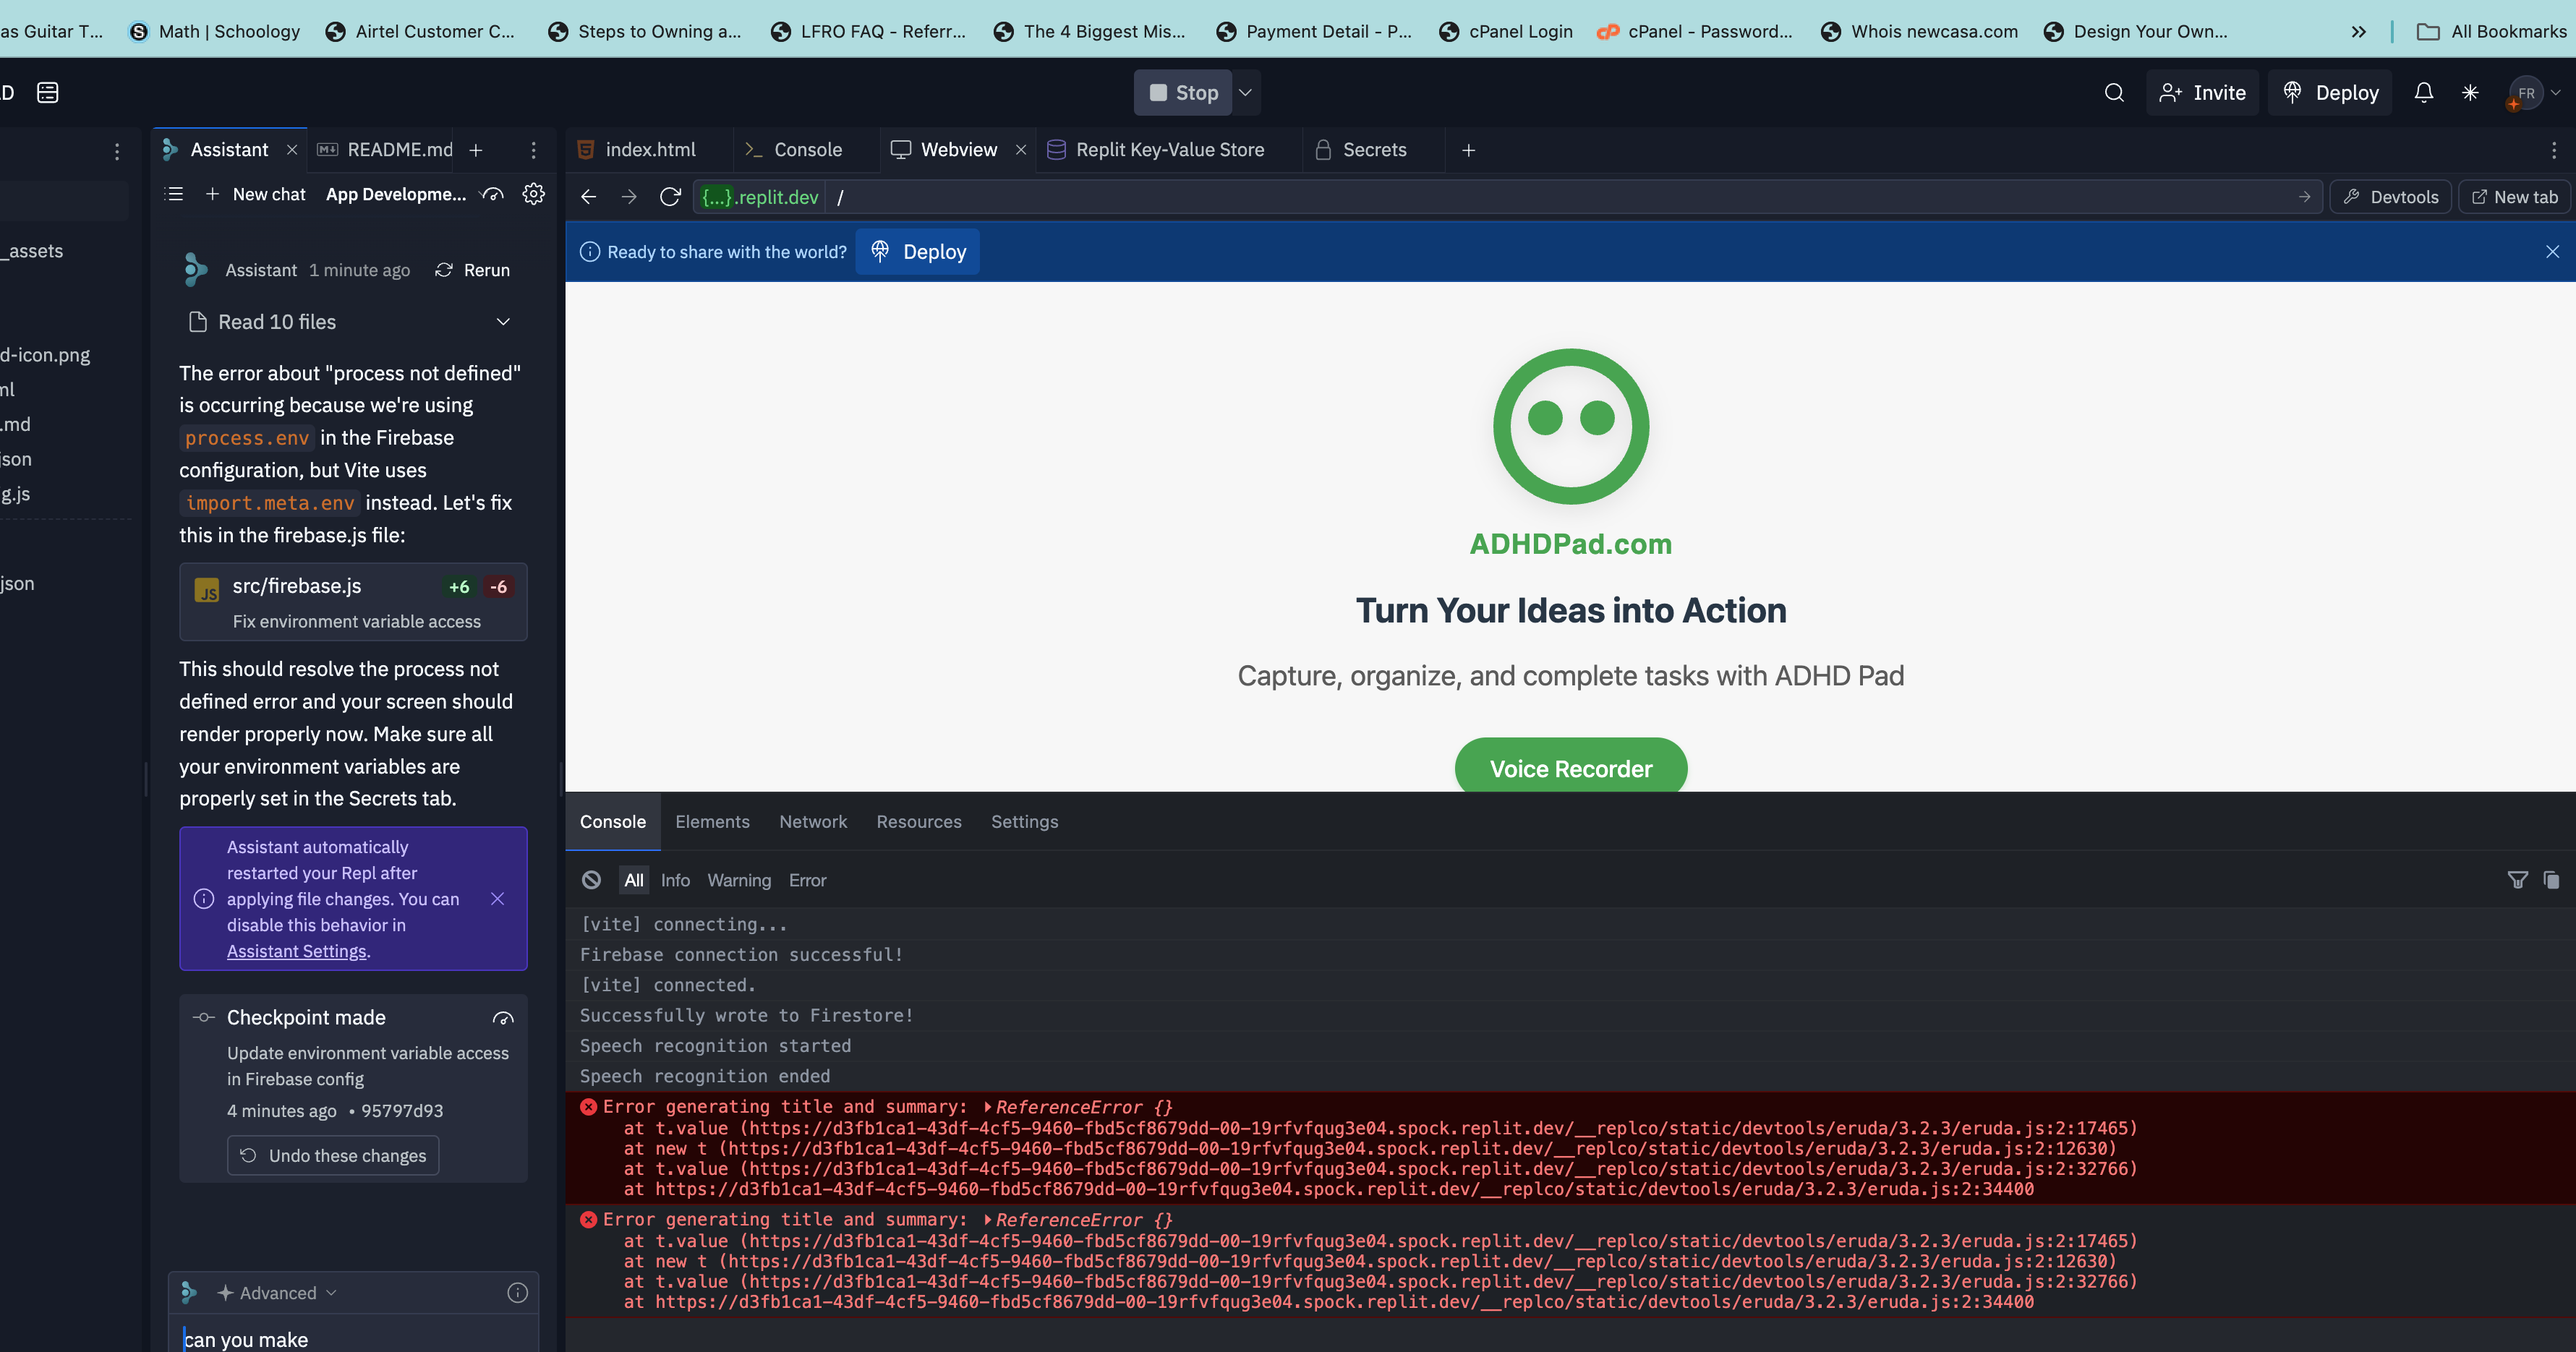 as Guitar T...
Math | Schoology
Airtel Customer C...
Steps to Owning a...
LFRO FAQ - Referr...
The 4 Biggest Mis...
Payment Detail - P...
cPanel Login
cPanel - Password...
Whois newcasa.com
Design Your Own...
All Bookmarks
D
Stop
Invite
Deploy
FR
_assets
d-icon.png
ml
.md
json
g.js
json
Assistant
README.md
New chat
App Developme...
Assistant 1 minute ago Rerun
Read 10 files
The error about "process not defined"
is occurring because we're using
process.env in the Firebase
configuration, but Vite uses
import.meta.env instead. Let's fix
this in the firebase.js file:
JS src/firebase.js +6 -6
Fix environment variable access
This should resolve the process not
defined error and your screen should
render properly now. Make sure all
your environment variables are
properly set in the Secrets tab.
Assistant automatically
restarted your Repl after
applying file changes. You can
disable this behavior in
Assistant Settings.
Checkpoint made
Update environment variable access
in Firebase config
4 minutes ago • 95797d93
Undo these changes
Advanced
can you make
index.html
Console
Webview
Replit Key-Value Store
Secrets
{...}.replit.dev /
Devtools
New tab
Ready to share with the world? Deploy
ADHDPad.com
Turn Your Ideas into Action
Capture, organize, and complete tasks with ADHD Pad
Voice Recorder
Console Elements Network Resources Settings
All Info Warning Error
[vite] connecting...
Firebase connection successful!
[vite] connected.
Successfully wrote to Firestore!
Speech recognition started
Speech recognition ended
Error generating title and summary: ReferenceError {}
at t.value (https://d3fb1ca1-43df-4cf5-9460-fbd5cf8679dd-00-19rfvfqug3e04.spock.replit.dev/__replco/static/devtools/eruda/3.2.3/eruda.js:2:17465)
at new t (https://d3fb1ca1-43df-4cf5-9460-fbd5cf8679dd-00-19rfvfqug3e04.spock.replit.dev/__replco/static/devtools/eruda/3.2.3/eruda.js:2:12630)
at t.value (https://d3fb1ca1-43df-4cf5-9460-fbd5cf8679dd-00-19rfvfqug3e04.spock.replit.dev/__replco/static/devtools/eruda/3.2.3/eruda.js:2:32766)
at https://d3fb1ca1-43df-4cf5-9460-fbd5cf8679dd-00-19rfvfqug3e04.spock.replit.dev/__replco/static/devtools/eruda/3.2.3/eruda.js:2:34400
Error generating title and summary: ReferenceError {}
at t.value (https://d3fb1ca1-43df-4cf5-9460-fbd5cf8679dd-00-19rfvfqug3e04.spock.replit.dev/__replco/static/devtools/eruda/3.2.3/eruda.js:2:17465)
at new t (https://d3fb1ca1-43df-4cf5-9460-fbd5cf8679dd-00-19rfvfqug3e04.spock.replit.dev/__replco/static/devtools/eruda/3.2.3/eruda.js:2:12630)
at t.value (https://d3fb1ca1-43df-4cf5-9460-fbd5cf8679dd-00-19rfvfqug3e04.spock.replit.dev/__replco/static/devtools/eruda/3.2.3/eruda.js:2:32766)
at https://d3fb1ca1-43df-4cf5-9460-fbd5cf8679dd-00-19rfvfqug3e04.spock.replit.dev/__replco/static/devtools/eruda/3.2.3/eruda.js:2:34400